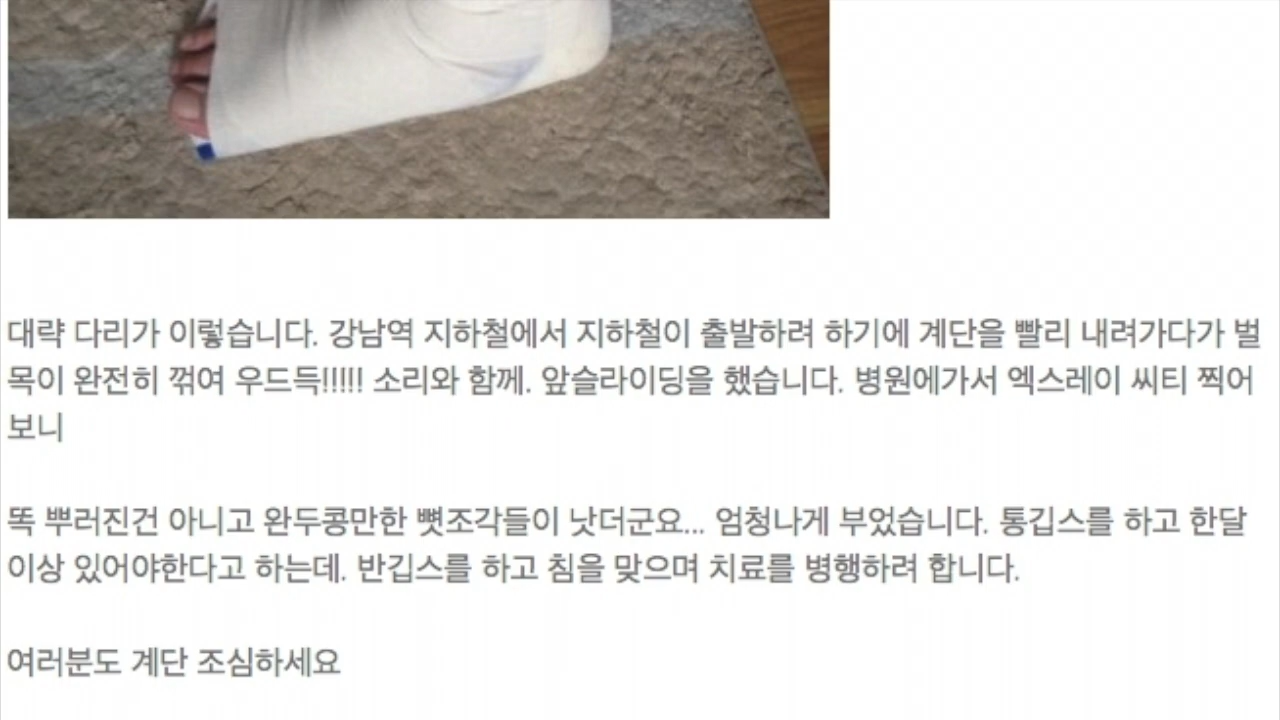 대략 다리가 이렇습니다. 강남역 지하철에서 지하철이 출발하려 하기에 계단을 빨리 내려가다가 벌
목이 완전히 꺾여 우드득!!!!! 소리와 함께. 앞슬라이딩을 했습니다. 병원에가서 엑스레이 씨티 찍어
보니
똑 뿌러진건 아니고 완두콩만한 뼛조각들이 낫더군요... 엄청나게 부었습니다. 통깁스를 하고 한달
이상 있어야한다고 하는데. 반깁스를 하고 침을 맞으며 치료를 병행하려 합니다.
여러분도 계단 조심하세요